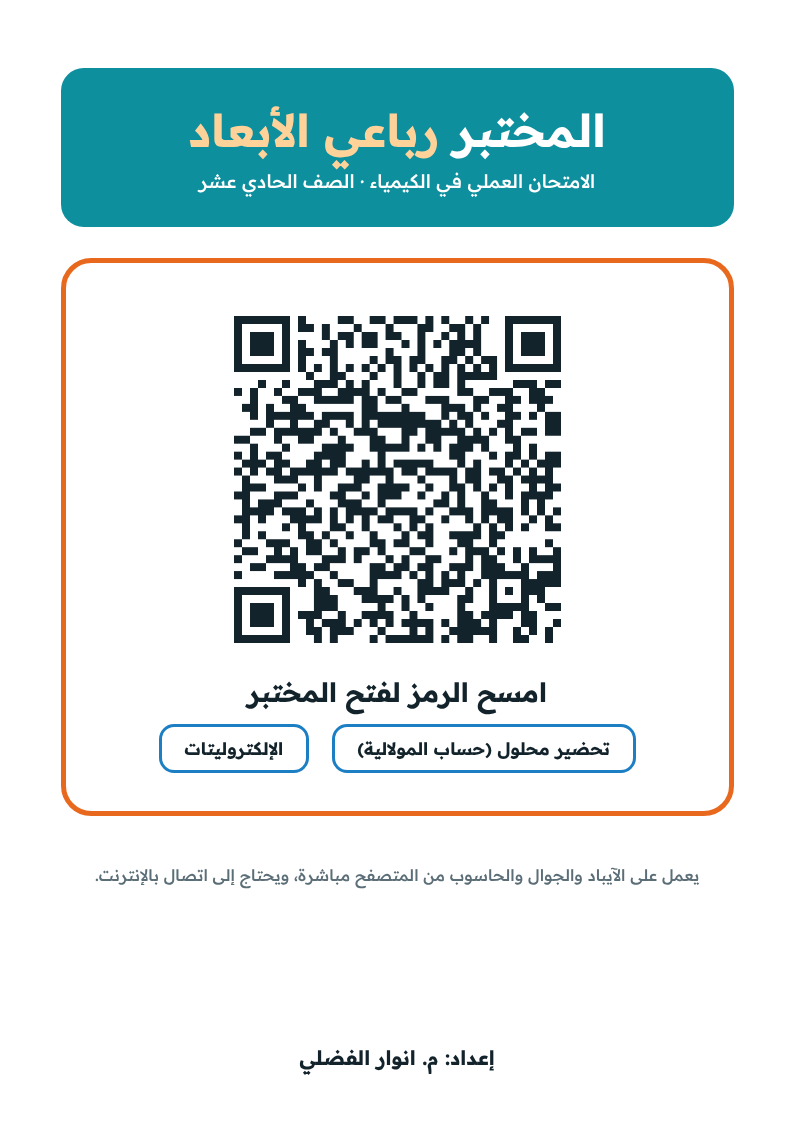 المختبر رباعي الأبعاد
الامتحان العملي في الكيمياء · الصف الحادي عشر
امسح الرمز لفتح المختبر
تحضير محلول (حساب المولالية)
الإلكتروليتات
يعمل على الآيباد والجوال والحاسوب من المتصفح مباشرة، ويحتاج إلى اتصال بالإنترنت.
إعداد: م. انوار الفضلي